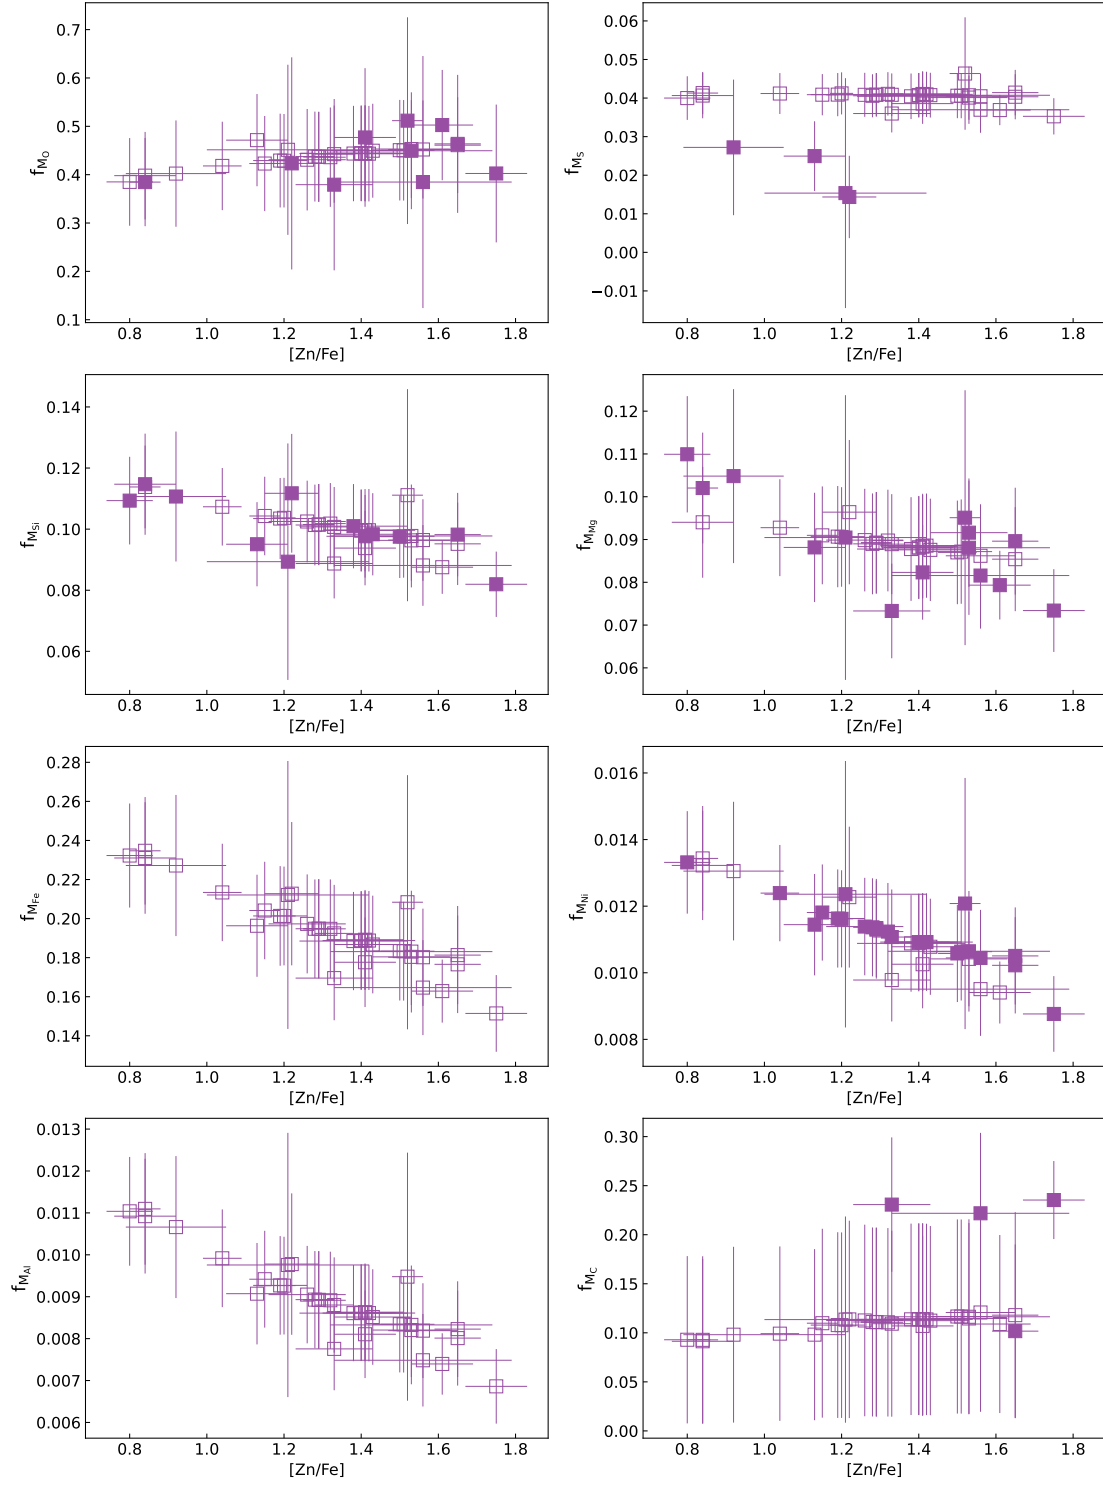 0.7
0.6
0.5
0.4
0.3
0.2
0.1
f_{M_O}
0.8 1.0 1.2 1.4 1.6 1.8
[Zn/Fe]
0.06
0.05
0.04
0.03
0.02
0.01
0.00
−0.01
f_{M_S}
0.8 1.0 1.2 1.4 1.6 1.8
[Zn/Fe]
0.14
0.12
0.10
0.08
0.06
f_{M_{Si}}
0.8 1.0 1.2 1.4 1.6 1.8
[Zn/Fe]
0.12
0.11
0.10
0.09
0.08
0.07
0.06
f_{M_{Mg}}
0.8 1.0 1.2 1.4 1.6 1.8
[Zn/Fe]
0.28
0.26
0.24
0.22
0.20
0.18
0.16
0.14
f_{M_{Fe}}
0.8 1.0 1.2 1.4 1.6 1.8
[Zn/Fe]
0.016
0.014
0.012
0.010
0.008
f_{M_{Ni}}
0.8 1.0 1.2 1.4 1.6 1.8
[Zn/Fe]
0.013
0.012
0.011
0.010
0.009
0.008
0.007
0.006
f_{M_{Al}}
0.8 1.0 1.2 1.4 1.6 1.8
[Zn/Fe]
0.30
0.25
0.20
0.15
0.10
0.05
0.00
f_{M_C}
0.8 1.0 1.2 1.4 1.6 1.8
[Zn/Fe]